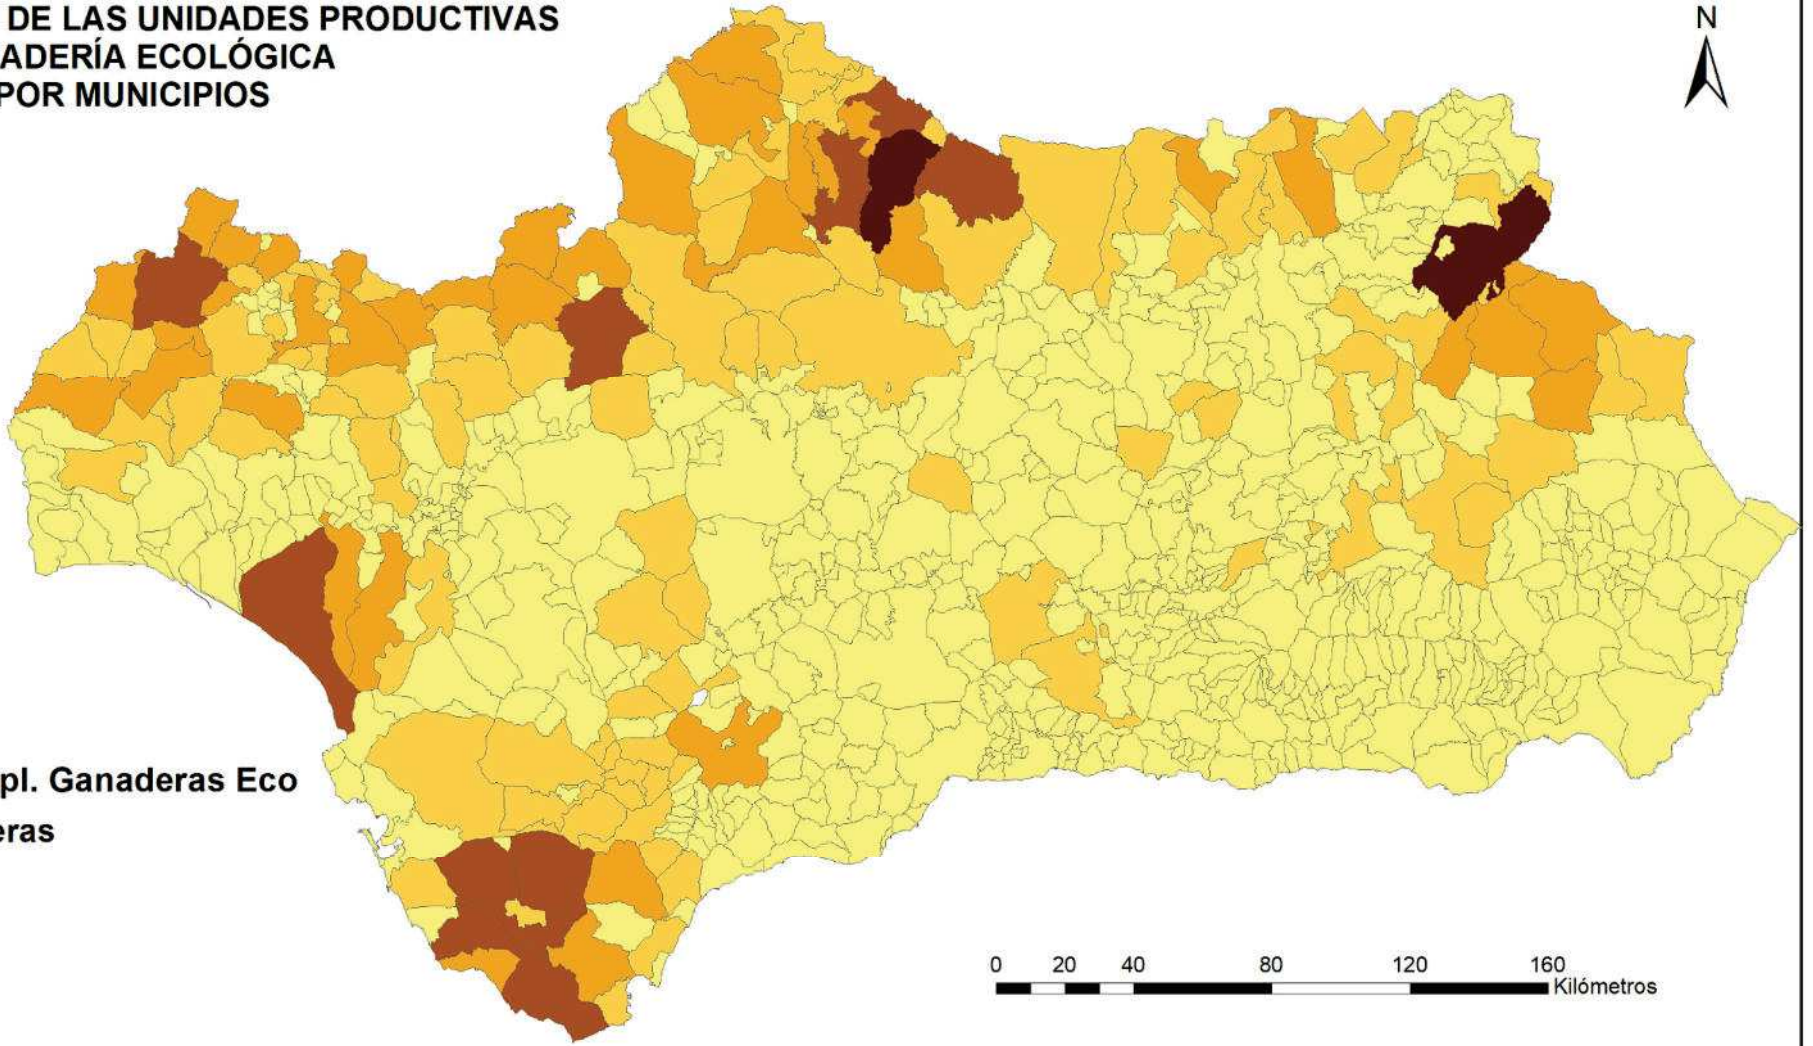 DE LAS UNIDADES PRODUCTIVAS
ADERÍA ECOLÓGICA
POR MUNICIPIOS
N
pl. Ganaderas Eco
eras
0 20 40 80 120 160
Kilómetros